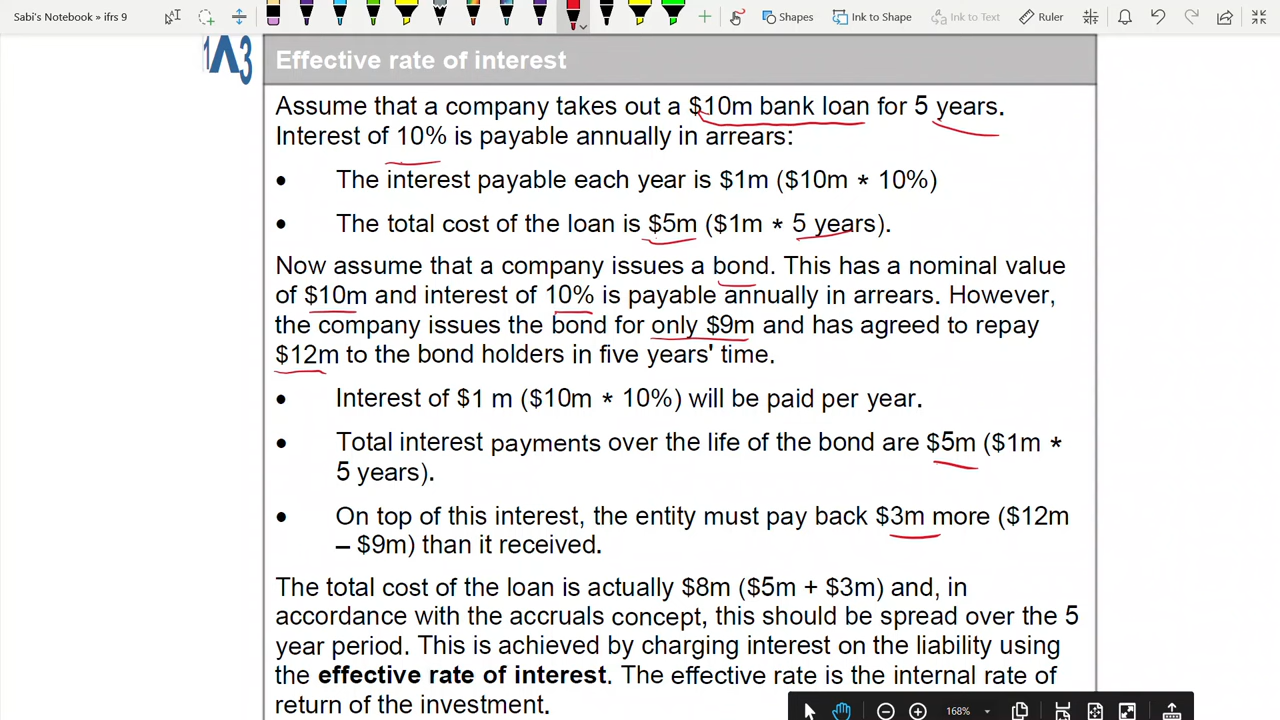 Sabi's Notebook » ifrs 9
Shapes
Ink to Shape
Ink to Text
Ruler
Effective rate of interest
Assume that a company takes out a $10m bank loan for 5 years.
Interest of 10% is payable annually in arrears:
• The interest payable each year is $1m ($10m * 10%)
• The total cost of the loan is $5m ($1m * 5 years).
Now assume that a company issues a bond. This has a nominal value
of $10m and interest of 10% is payable annually in arrears. However,
the company issues the bond for only $9m and has agreed to repay
$12m to the bond holders in five years' time.
• Interest of $1 m ($10m * 10%) will be paid per year.
• Total interest payments over the life of the bond are $5m ($1m *
5 years).
• On top of this interest, the entity must pay back $3m more ($12m
– $9m) than it received.
The total cost of the loan is actually $8m ($5m + $3m) and, in
accordance with the accruals concept, this should be spread over the 5
year period. This is achieved by charging interest on the liability using
the effective rate of interest. The effective rate is the internal rate of
return of the investment.
168%